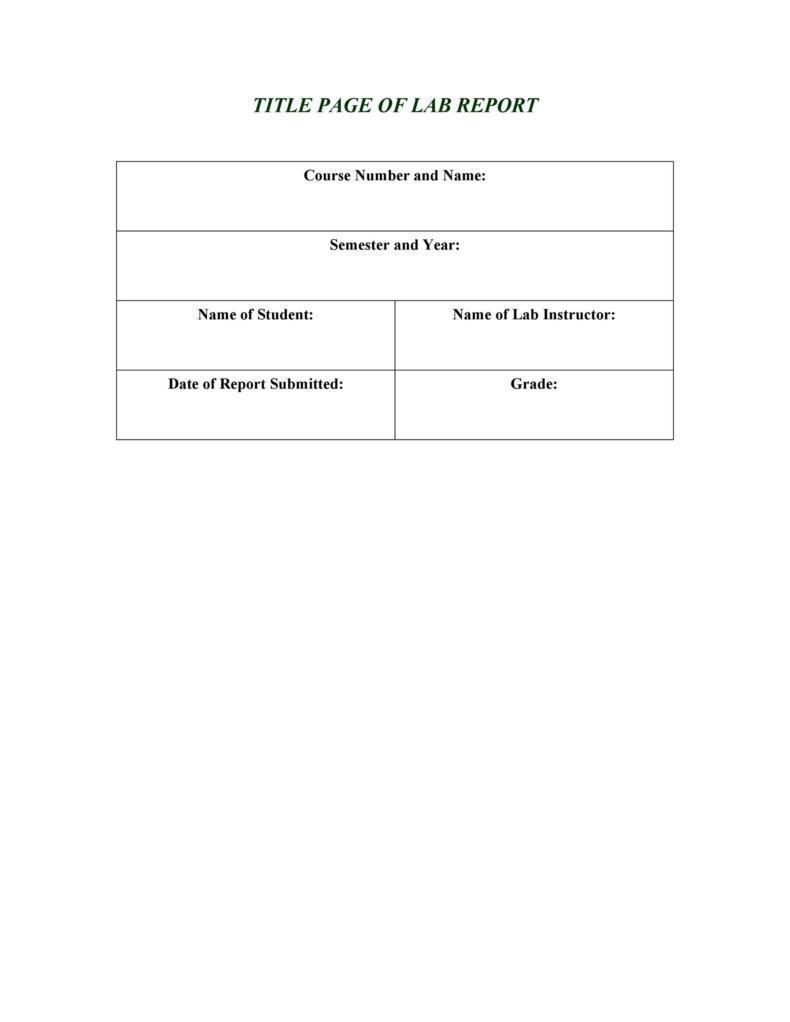 TITLE PAGE OF LAB REPORT
Course Number and Name:
Semester and Year:
Name of Student:
Name of Lab Instructor:
Date of Report Submitted:
Grade: